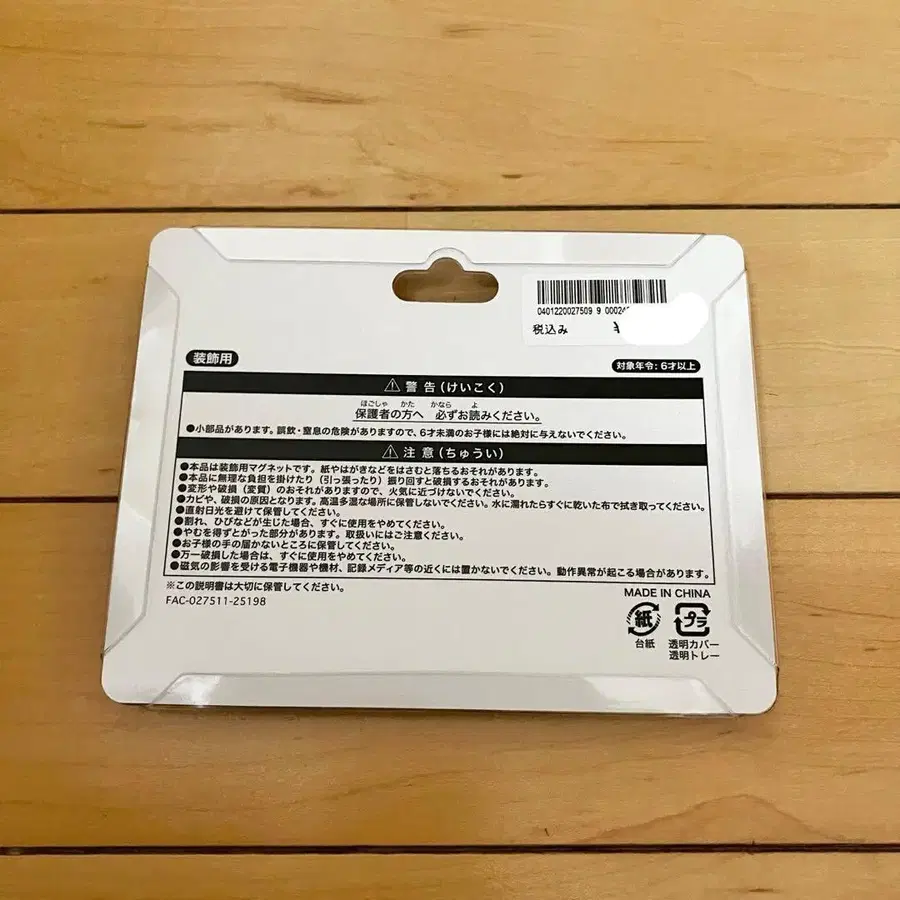 0401220027509 9 00024
税込み ¥
装飾用
対象年令:6才以上
⚠警告(けいこく)
ほごしゃ かた かなら よ
保護者の方へ 必ずお読みください。
●小部品があります。誤飲・窒息の危険がありますので、6才未満のお子様には絶対に与えないでください。
⚠注意(ちゅうい)
●本品は装飾用マグネットです。紙やはがきなどをはさむと落ちるおそれがあります。
●本品に無理な負担を掛けたり(引っ張ったり)振り回すと破損するおそれがあります。
●変形や破損(変質)のおそれがありますので、火気に近づけないでください。
●カビや、破損の原因となります。高温多湿な場所に保管しないでください。水に濡れたらすぐに乾いた布で拭き取ってください。
●直射日光を避けて保管してください。
●割れ、ひびなどが生じた場合、すぐに使用をやめてください。
●やむを得ずとがった部分があります。取扱いにはご注意ください。
●お子様の手の届かないところに保管してください。
●万一破損した場合は、すぐに使用をやめてください。
●磁気の影響を受ける電子機器や機材、記録メディア等の近くには置かないでください。動作異常が起こる場合があります。
※この説明書は大切に保管してください。
FAC-027511-25198
MADE IN CHINA
紙
台紙
プラ
透明カバー
透明トレー